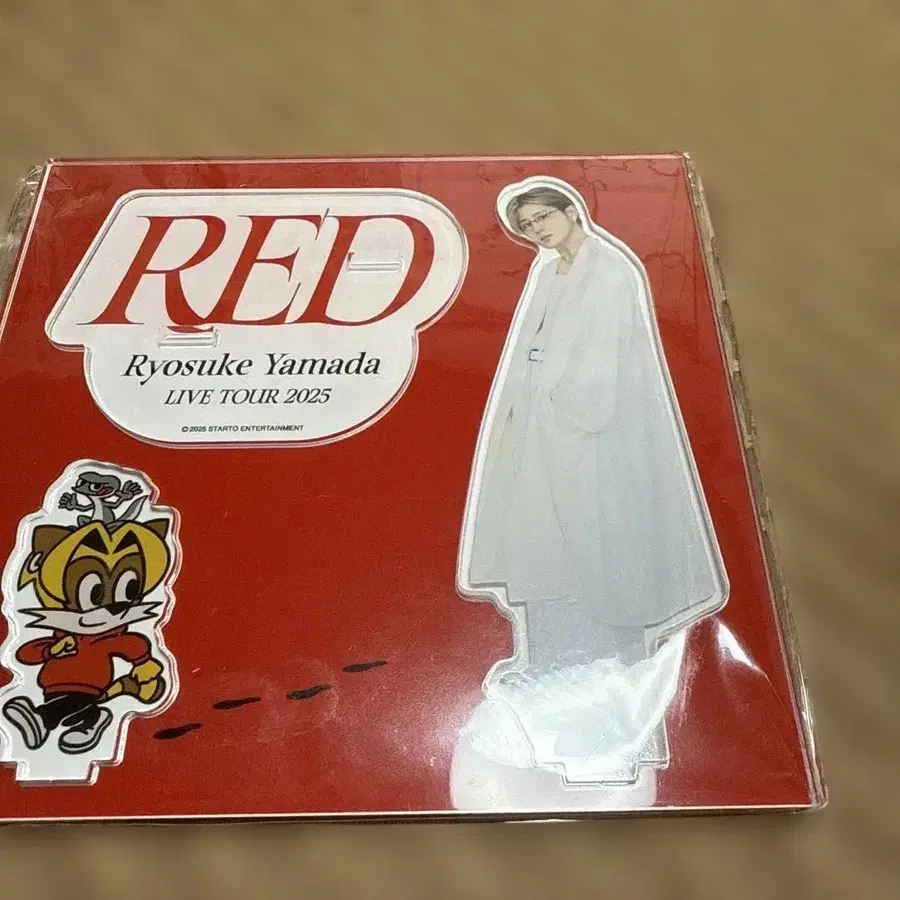 RED
Ryosuke Yamada
LIVE TOUR 2025
©2025 STARTO ENTERTAINMENT